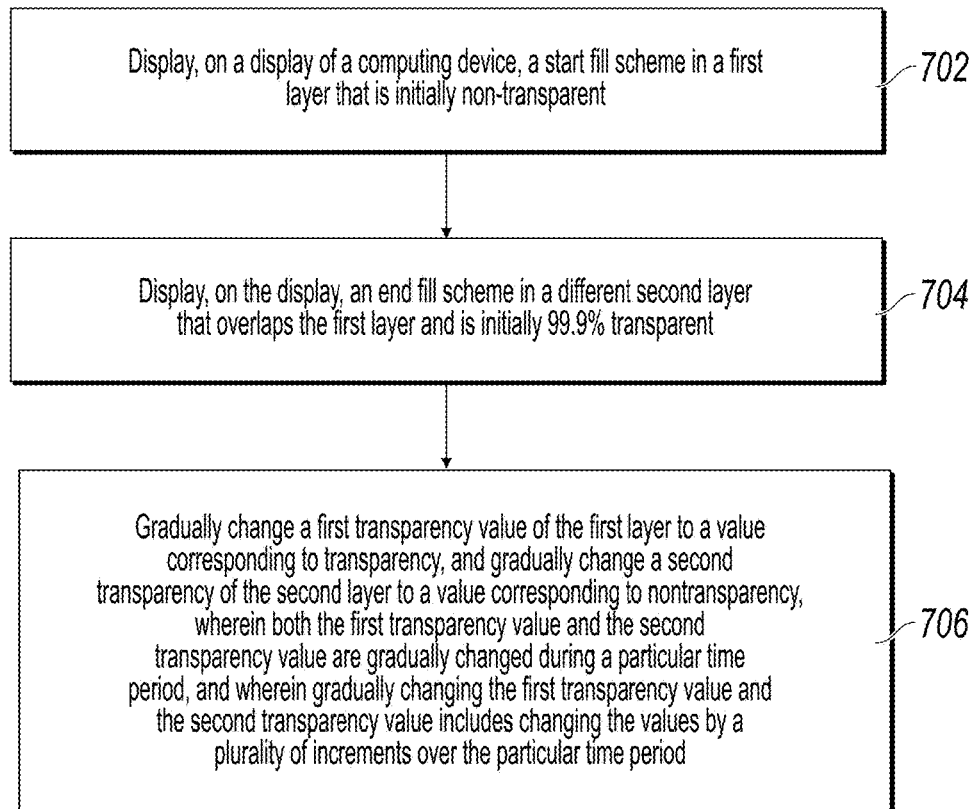 Display, on a display of a computing device, a start fill scheme in a first
layer that is initially non-transparent
702
Display, on the display, an end fill scheme in a different second layer
that overlaps the first layer and is initially 99.9% transparent
704
Gradually change a first transparency value of the first layer to a value
corresponding to transparency, and gradually change a second
transparency of the second layer to a value corresponding to nontransparency,
wherein both the first transparency value and the second
transparency value are gradually changed during a particular time
period, and wherein gradually changing the first transparency value and
the second transparency value includes changing the values by a
plurality of increments over the particular time period
706